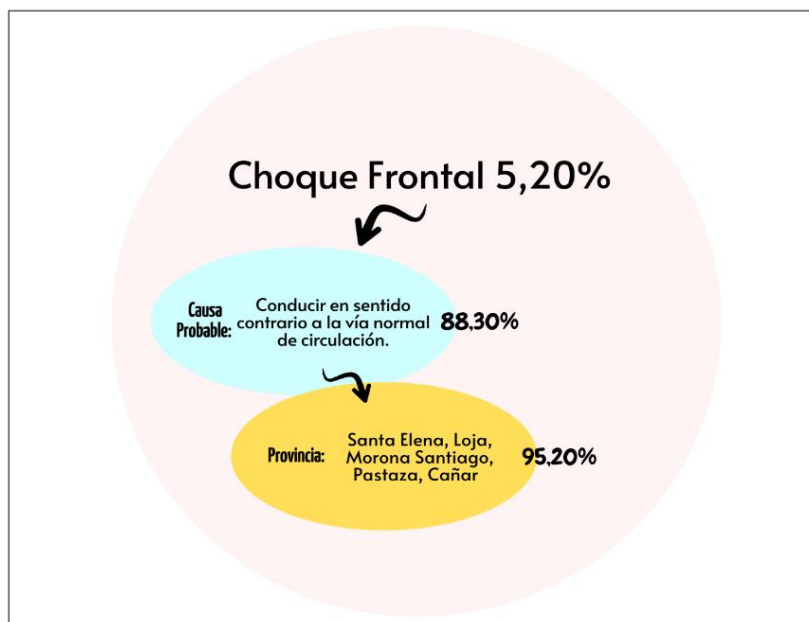 Choque Frontal 5,20%
Causa
Probable:
Conducir en sentido
contrario a la vía normal
de circulación.
88,30%
Provincia:
Santa Elena, Loja,
Morona Santiago,
Pastaza, Cañar
95,20%